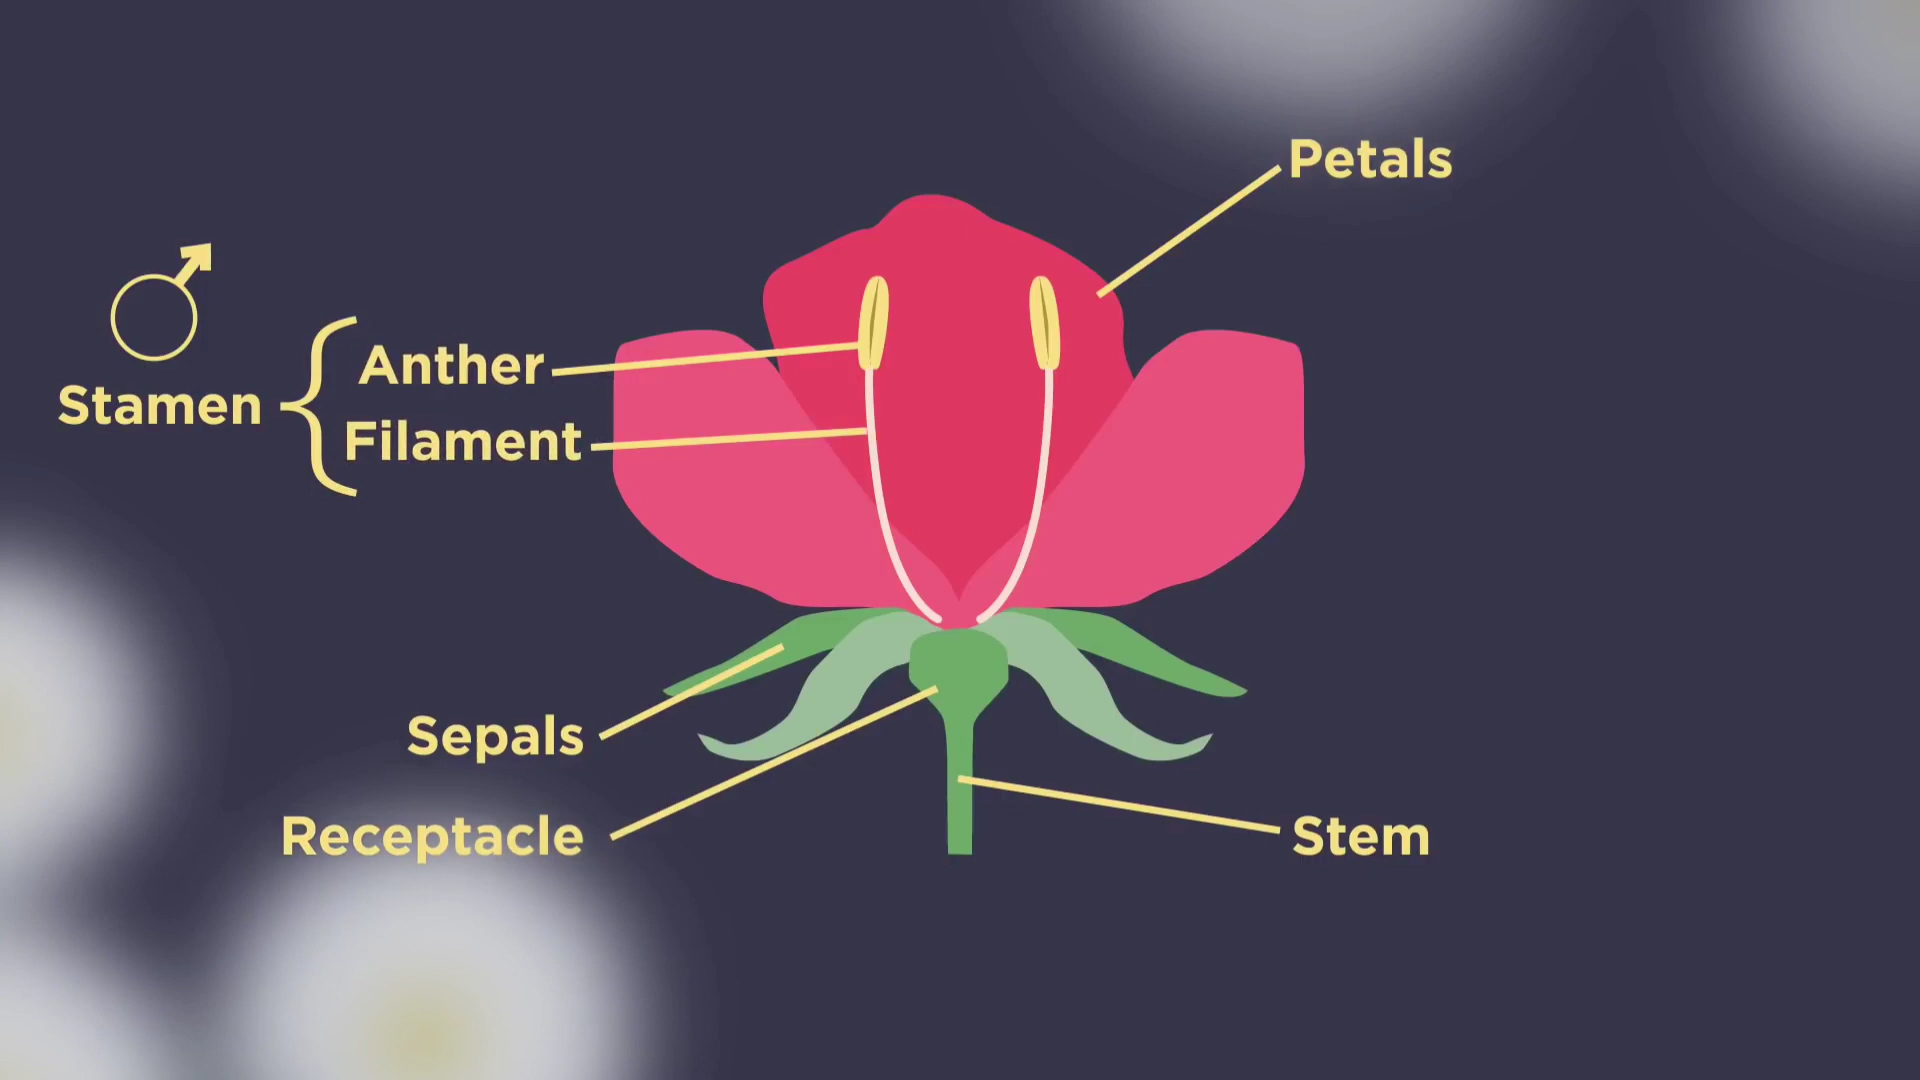 Petals
Anther
Stamen
Filament
Sepals
Receptacle
Stem